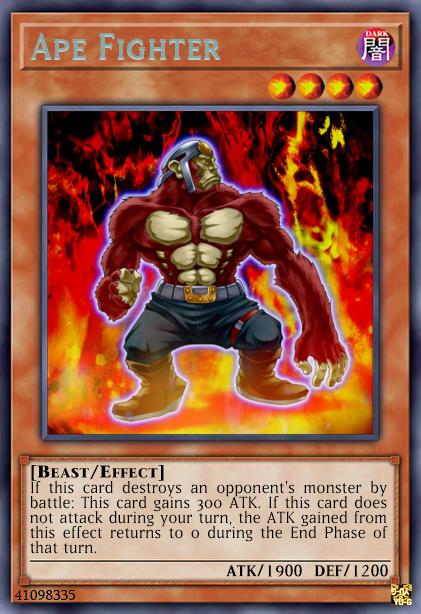 Ape Fighter
DARK
闇
[Beast/Effect]
If this card destroys an opponent's monster by
battle: This card gains 300 ATK. If this card does
not attack during your turn, the ATK gained from
this effect returns to 0 during the End Phase of
that turn.
ATK/1900 DEF/1200
41098335